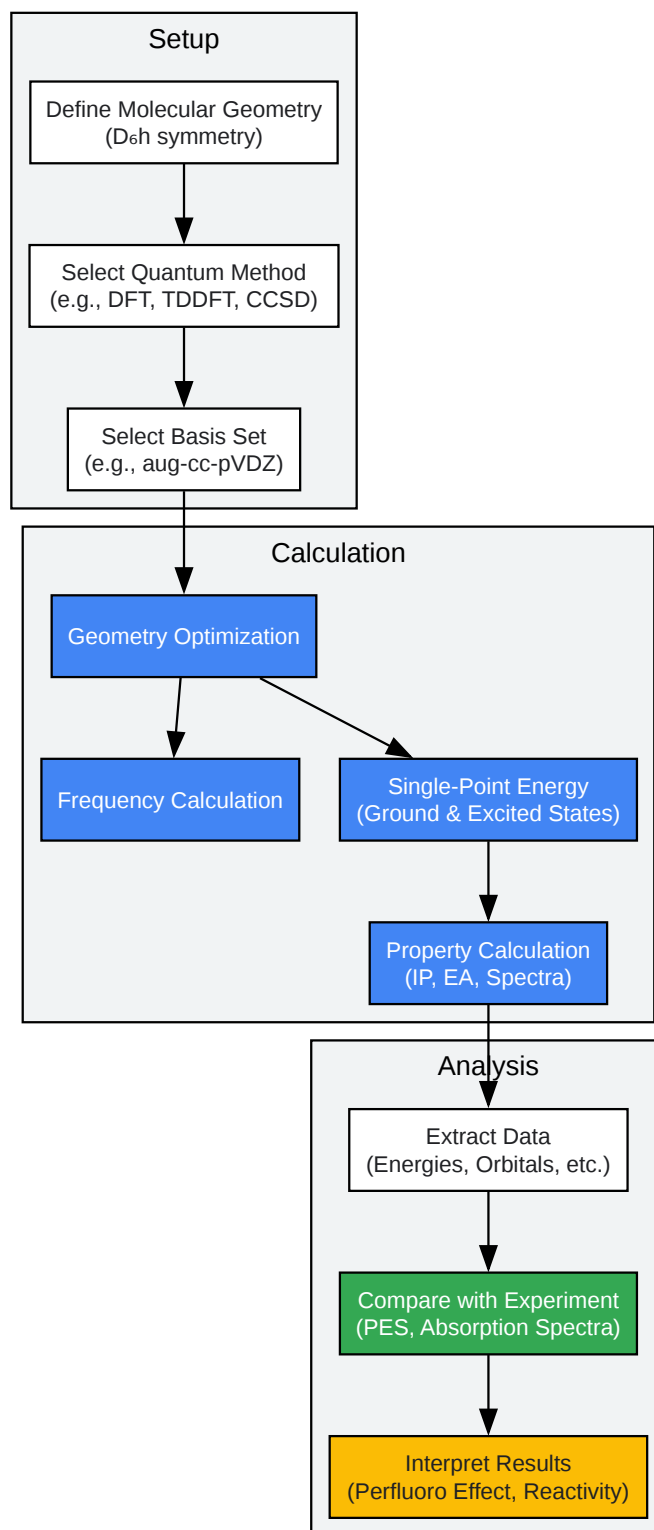 Setup
Define Molecular Geometry
(D₆h symmetry)
Select Quantum Method
(e.g., DFT, TDDFT, CCSD)
Select Basis Set
(e.g., aug-cc-pVDZ)
Calculation
Geometry Optimization
Frequency Calculation
Single-Point Energy
(Ground & Excited States)
Property Calculation
(IP, EA, Spectra)
Analysis
Extract Data
(Energies, Orbitals, etc.)
Compare with Experiment
(PES, Absorption Spectra)
Interpret Results
(Perfluoro Effect, Reactivity)